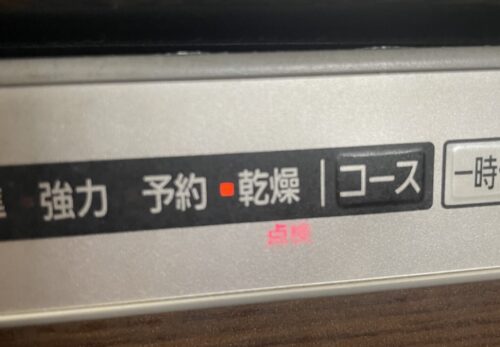 強力 予約 乾燥 コース 一時
点検